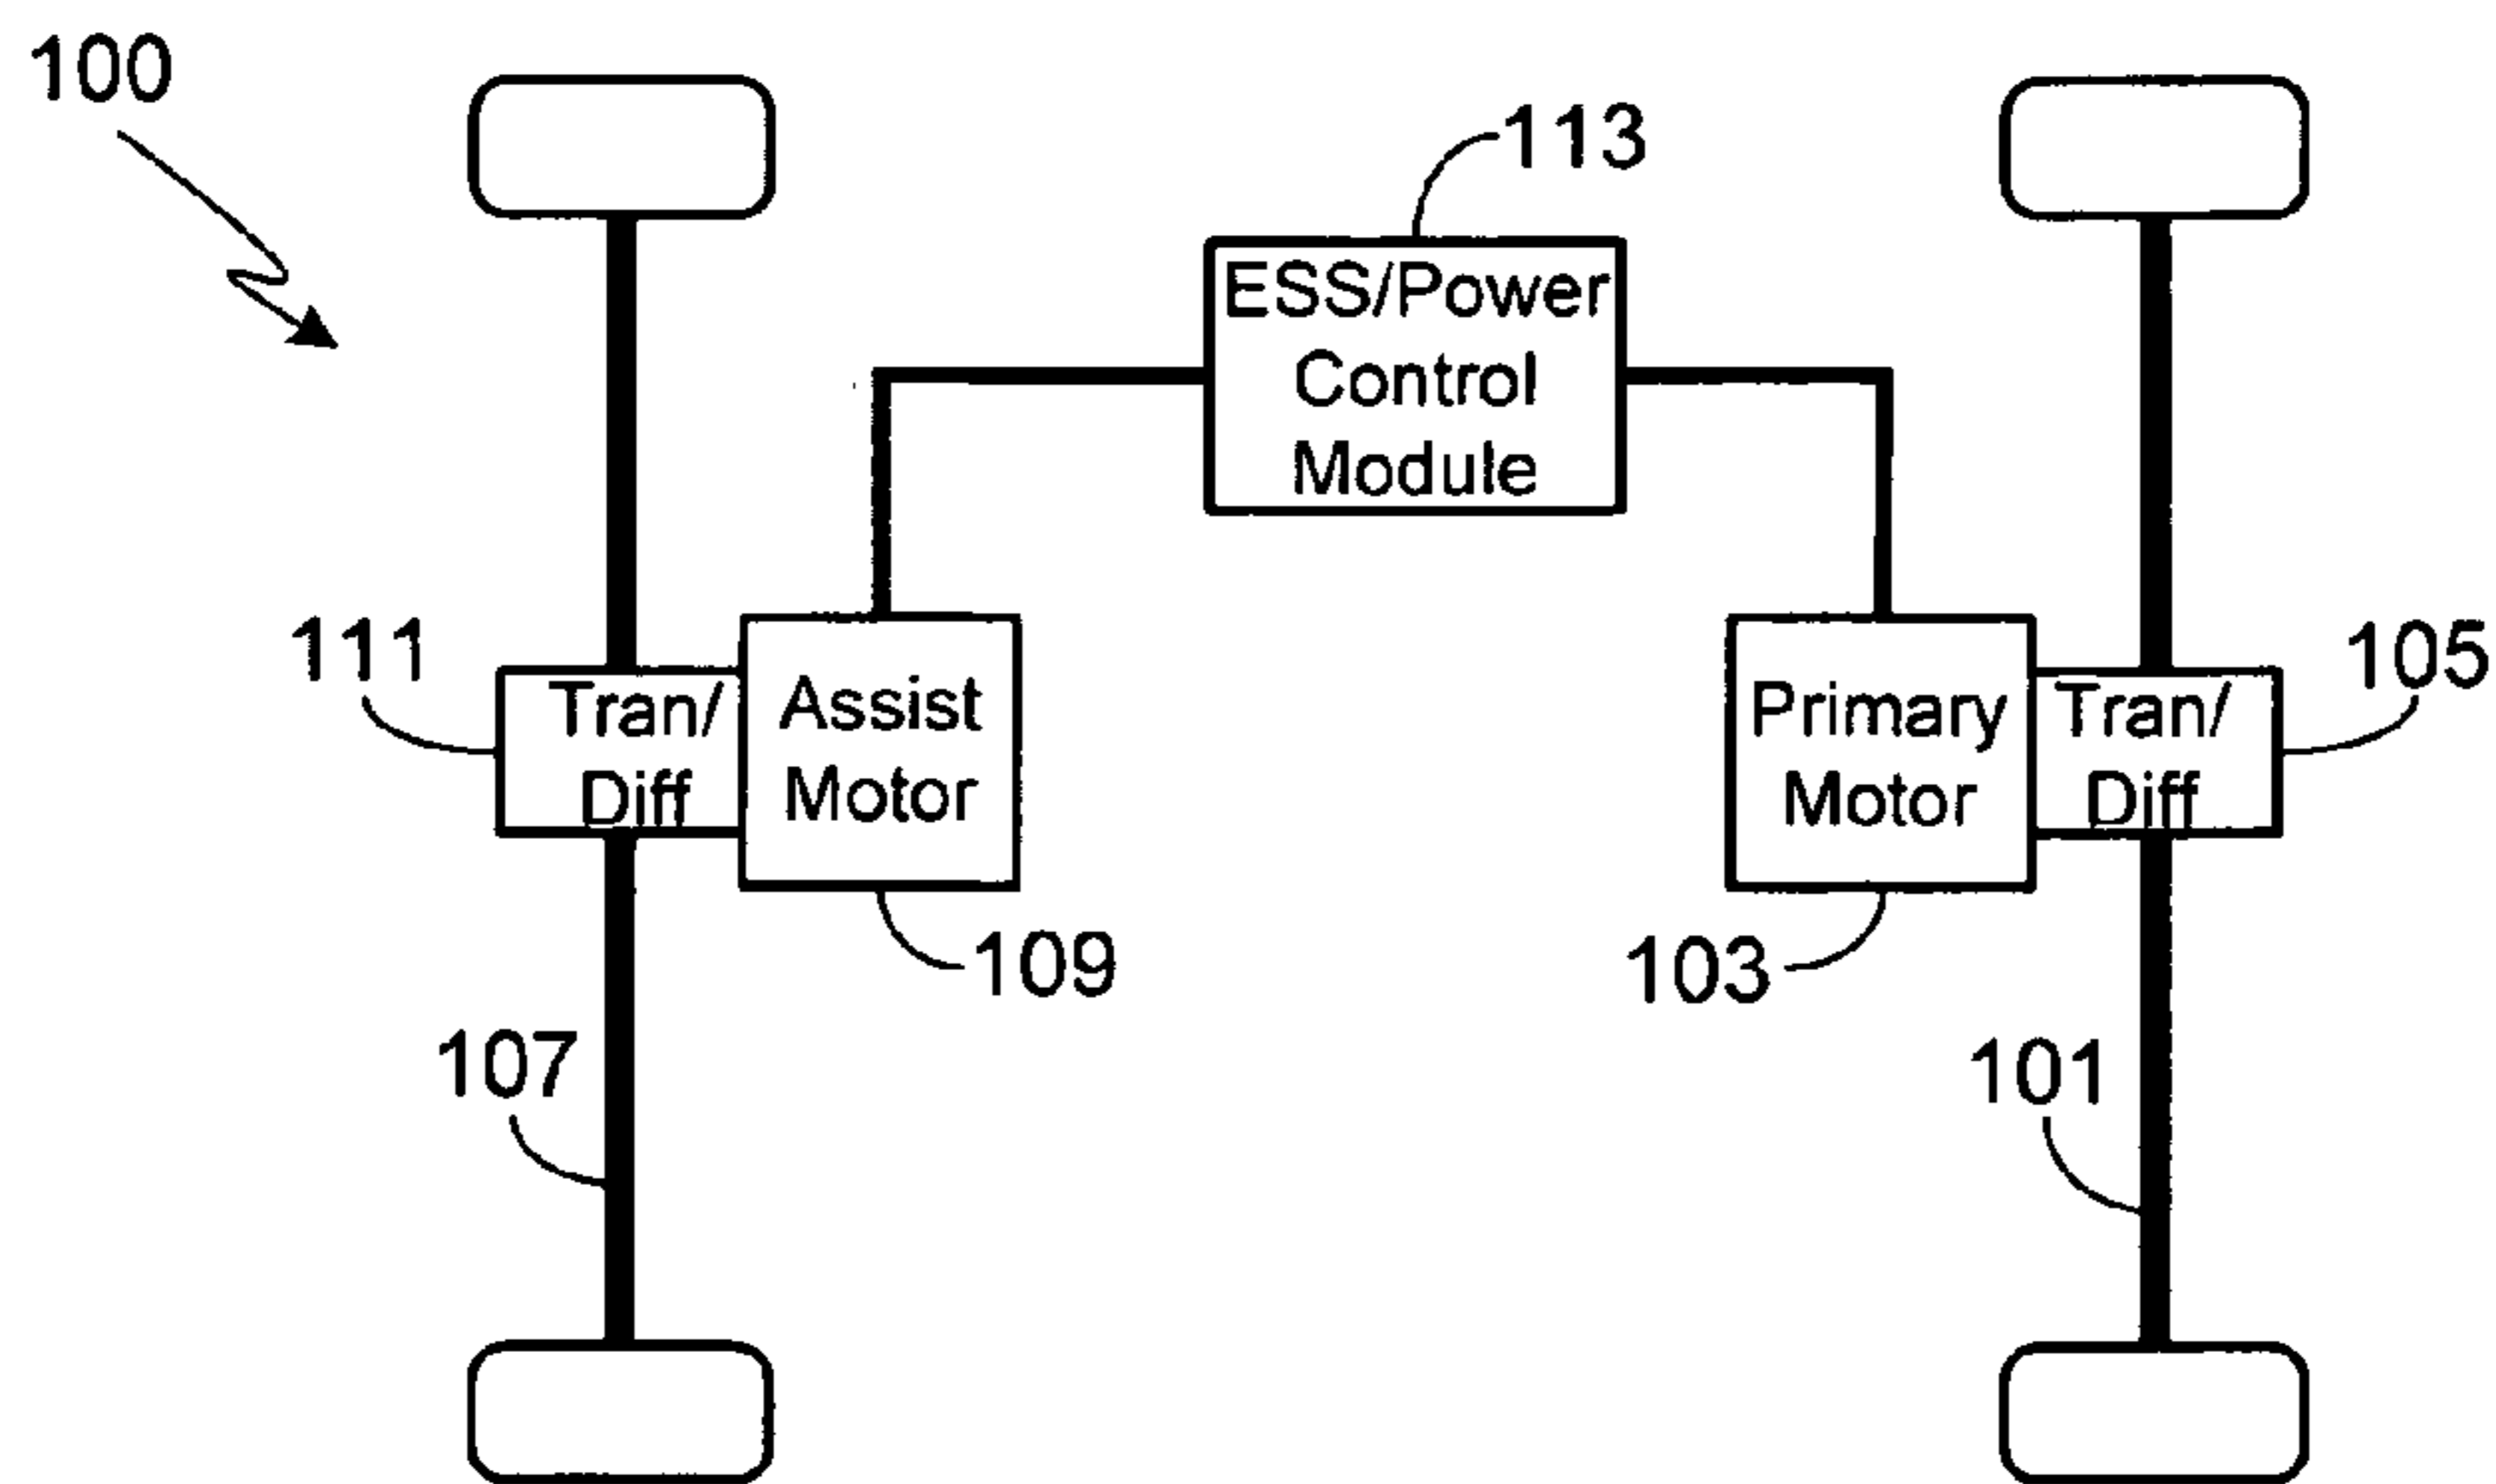 100
113
ESS/Power
Control
Module
111
Tran/
Diff
Assist
Motor
Primary
Motor
Tran/
Diff
105
109
103
107
101